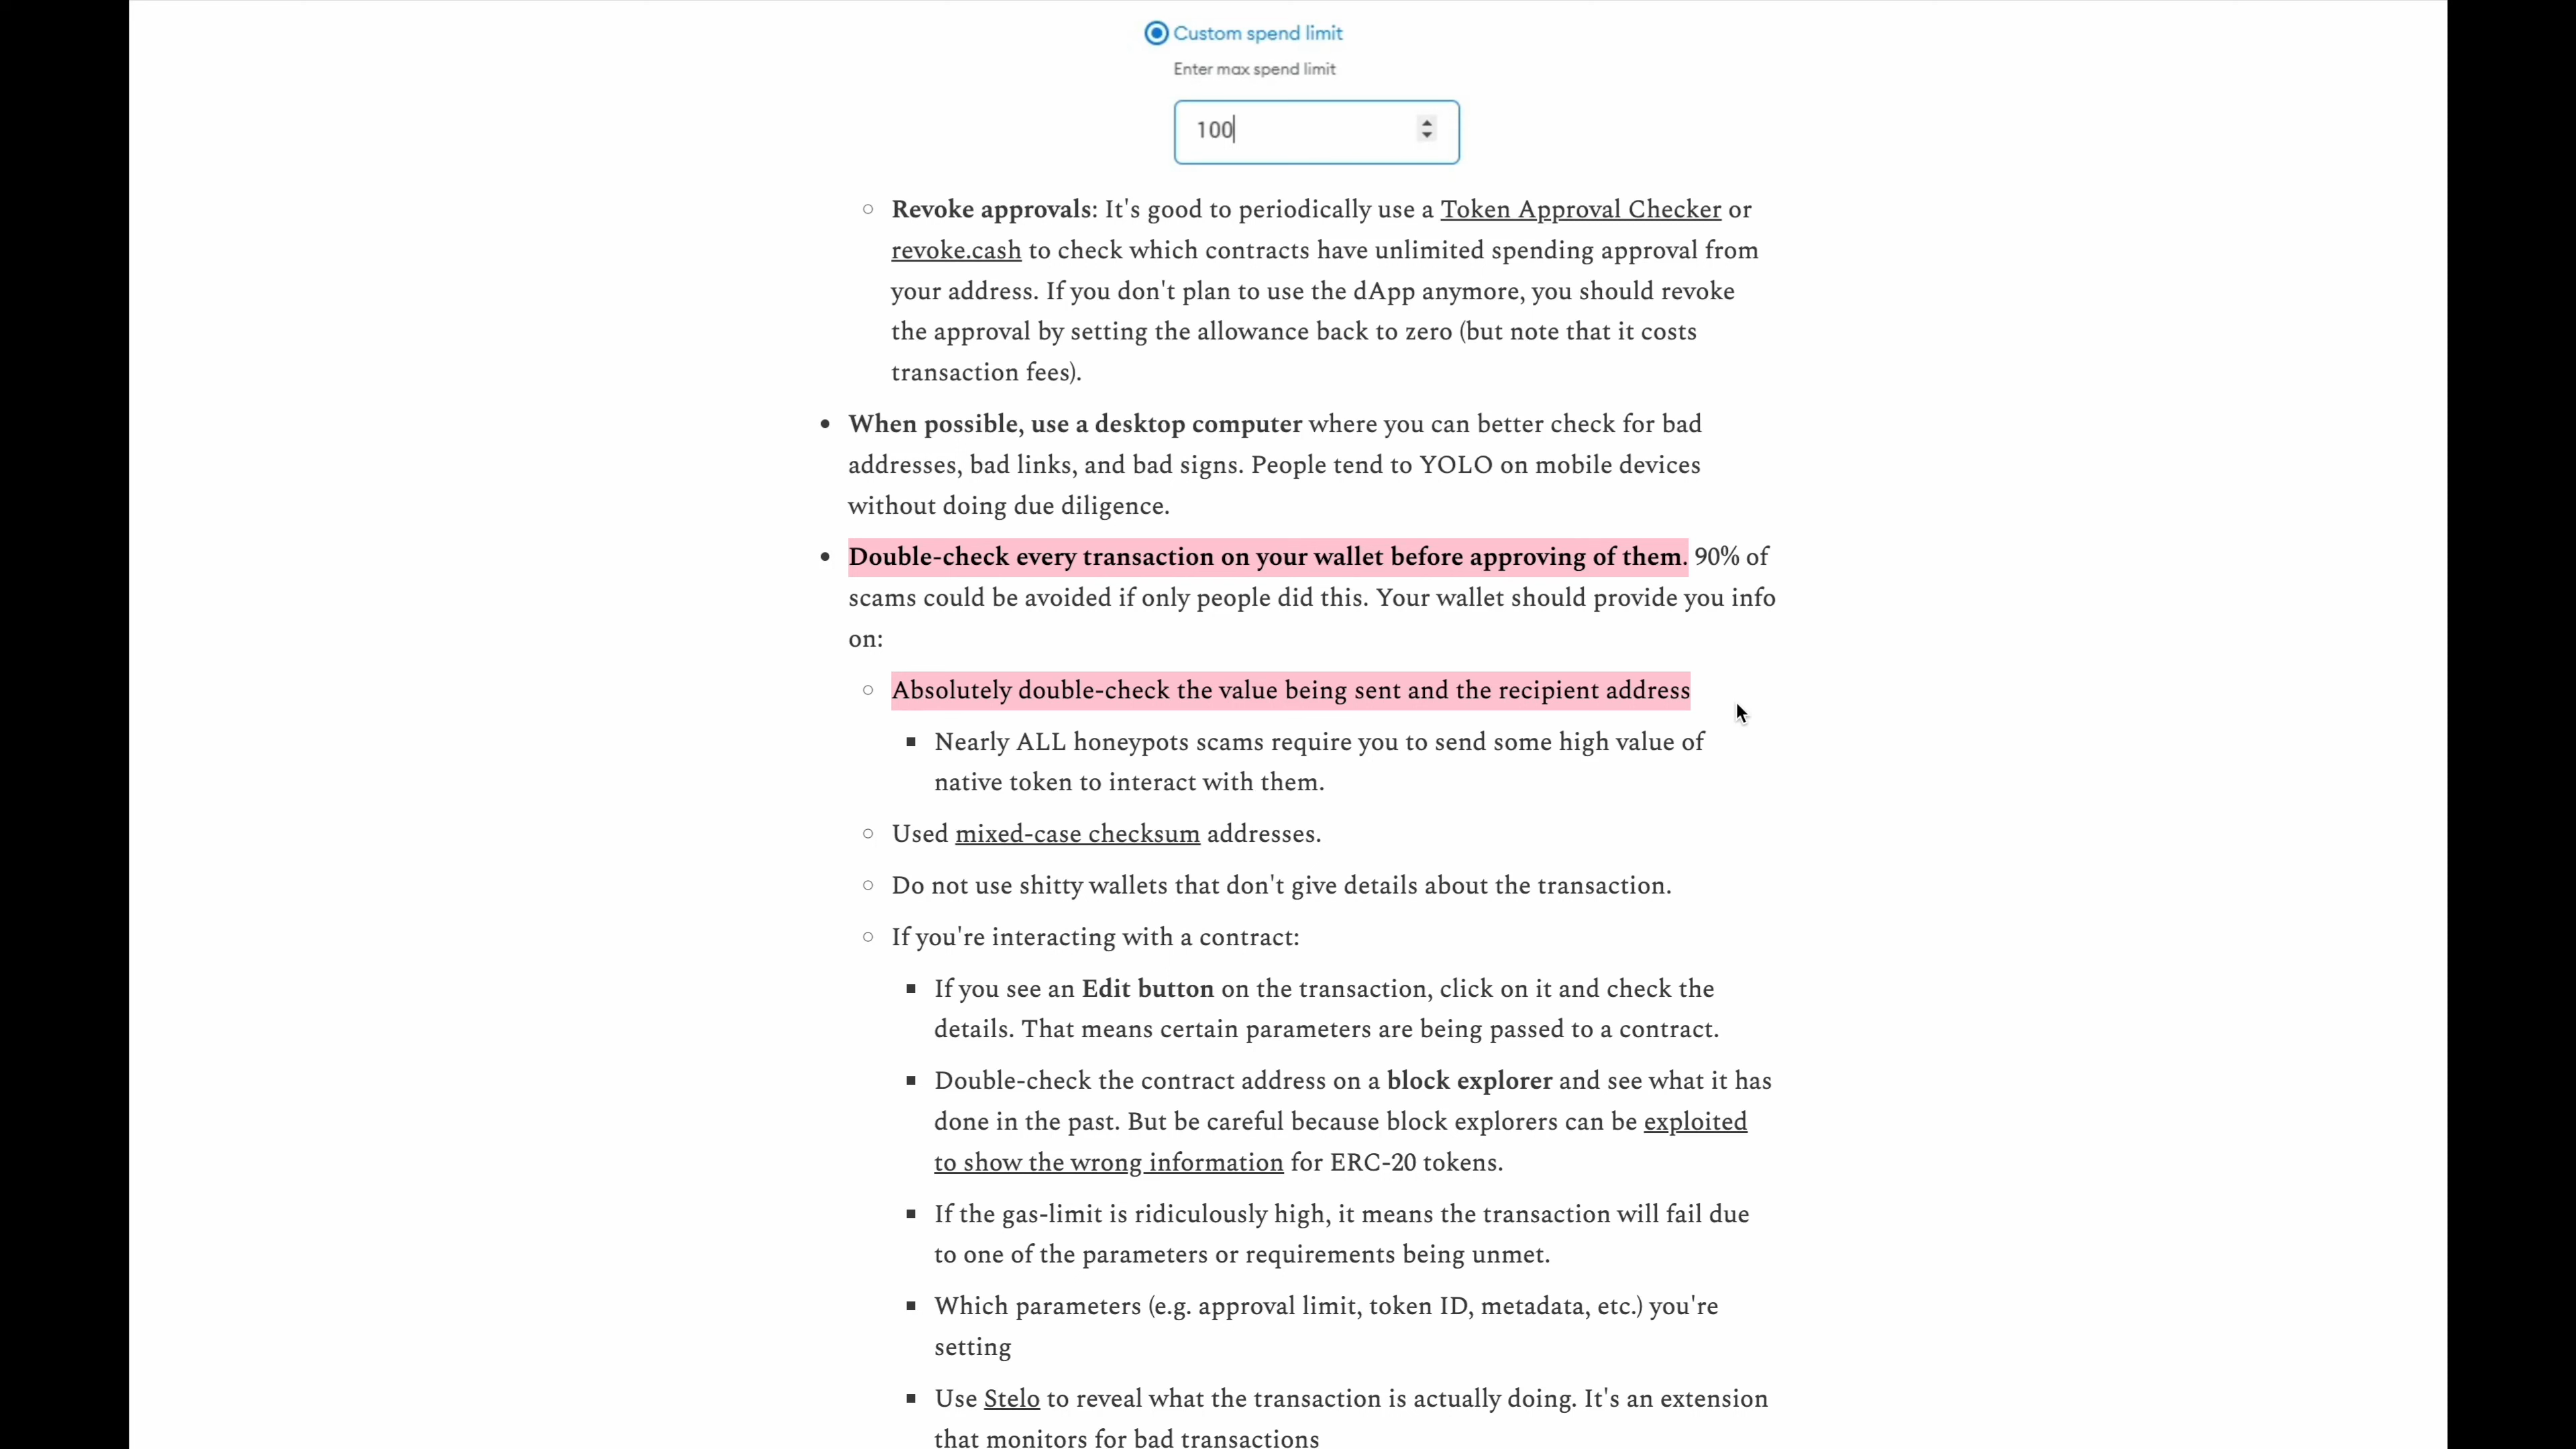 Custom spend limit
Enter max spend limit
100
Revoke approvals: It's good to periodically use a Token Approval Checker or
revoke.cash to check which contracts have unlimited spending approval from
your address. If you don't plan to use the dApp anymore, you should revoke
the approval by setting the allowance back to zero (but note that it costs
transaction fees).
When possible, use a desktop computer where you can better check for bad
addresses, bad links, and bad signs. People tend to YOLO on mobile devices
without doing due diligence.
Double-check every transaction on your wallet before approving of them. 90% of
scams could be avoided if only people did this. Your wallet should provide you info
on:
Absolutely double-check the value being sent and the recipient address
Nearly ALL honeypots scams require you to send some high value of
native token to interact with them.
Used mixed-case checksum addresses.
Do not use shitty wallets that don't give details about the transaction.
If you're interacting with a contract:
If you see an Edit button on the transaction, click on it and check the
details. That means certain parameters are being passed to a contract.
Double-check the contract address on a block explorer and see what it has
done in the past. But be careful because block explorers can be exploited
to show the wrong information for ERC-20 tokens.
If the gas-limit is ridiculously high, it means the transaction will fail due
to one of the parameters or requirements being unmet.
Which parameters (e.g. approval limit, token ID, metadata, etc.) you're
setting
Use Stelo to reveal what the transaction is actually doing. It's an extension
that monitors for bad transactions